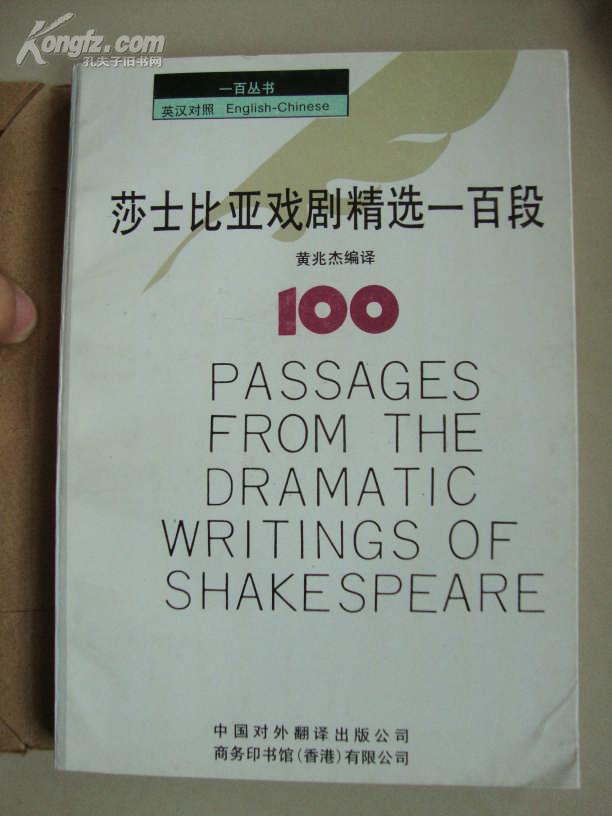 Kongfz.com
孔夫子旧书网
一百丛书
英汉对照 English-Chinese
莎士比亚戏剧精选一百段
黄兆杰编译
100
PASSAGES
FROM THE
DRAMATIC
WRITINGS OF
SHAKESPEARE
中国对外翻译出版公司
商务印书馆(香港)有限公司